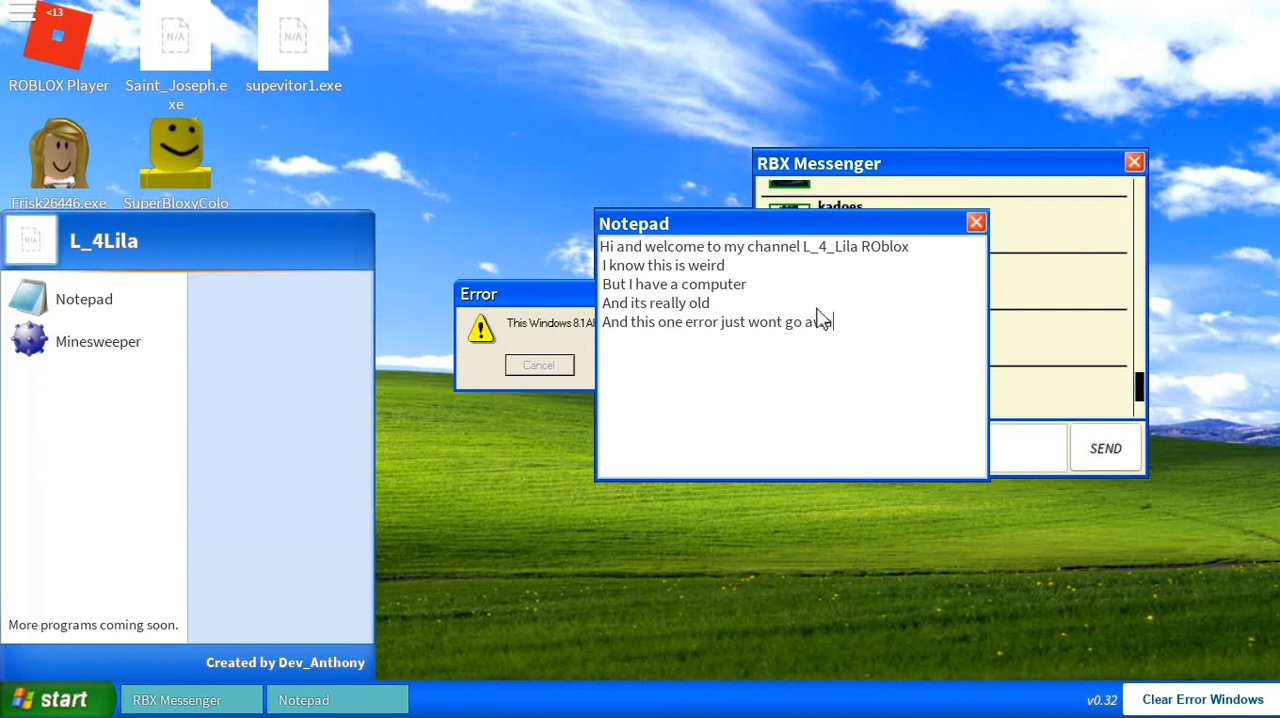 <13
N/A
N/A
ROBLOX Player
Saint_Joseph.e
xe
supevitor1.exe
Frisk26446.exe
SuperBloxyColo
N/A
L_4Lila
Notepad
Minesweeper
More programs coming soon.
Created by Dev_Anthony
RBX Messenger
kadoes
SEND
Error
This Windows 8.1
Cancel
Notepad
Hi and welcome to my channel L_4_Lila ROblox
I know this is weird
But I have a computer
And its really old
And this one error just wont go
start
RBX Messenger
Notepad
v0.32
Clear Error Windows